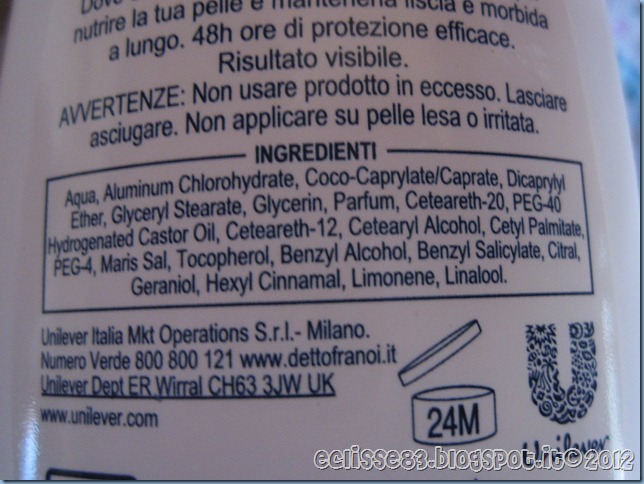 nutrire la tua pelle e mantenerla liscia e morbida
a lungo. 48h ore di protezione efficace.
Risultato visibile.
AVVERTENZE: Non usare prodotto in eccesso. Lasciare
asciugare. Non applicare su pelle lesa o irritata.
INGREDIENTI
Aqua, Aluminum Chlorohydrate, Coco-Caprylate/Caprate, Dicaprylyl
Ether, Glyceryl Stearate, Glycerin, Parfum, Ceteareth-20, PEG-40
Hydrogenated Castor Oil, Ceteareth-12, Cetearyl Alcohol, Cetyl Palmitate,
PEG-4, Maris Sal, Tocopherol, Benzyl Alcohol, Benzyl Salicylate, Citral,
Geraniol, Hexyl Cinnamal, Limonene, Linalool.
Unilever Italia Mkt Operations S.r.l.- Milano.
Numero Verde 800 800 121 www.dettofranoi.it
Unilever Dept ER Wirral CH63 3JW UK
www.unilever.com
24M
Unilever
eclisse83.blogspot.it© 2012